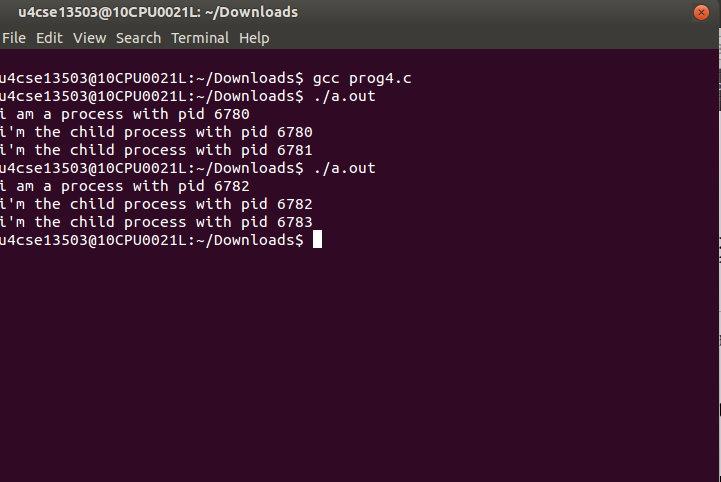 u4cse13503@10CPU0021L: ~/Downloads
File Edit View Search Terminal Help
u4cse13503@10CPU0021L:~/Downloads$ gcc prog4.c
u4cse13503@10CPU0021L:~/Downloads$ ./a.out
i am a process with pid 6780
i'm the child process with pid 6780
i'm the child process with pid 6781
u4cse13503@10CPU0021L:~/Downloads$ ./a.out
i am a process with pid 6782
i'm the child process with pid 6782
i'm the child process with pid 6783
u4cse13503@10CPU0021L:~/Downloads$